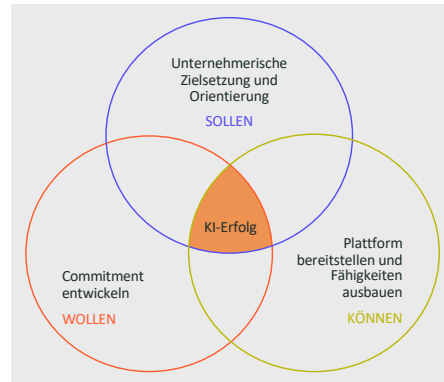 Unternehmerische
Zielsetzung und
Orientierung
SOLLEN
KI-Erfolg
Commitment
entwickeln
WOLLEN
Plattform
bereitstellen und
Fähigkeiten
ausbauen
KÖNNEN